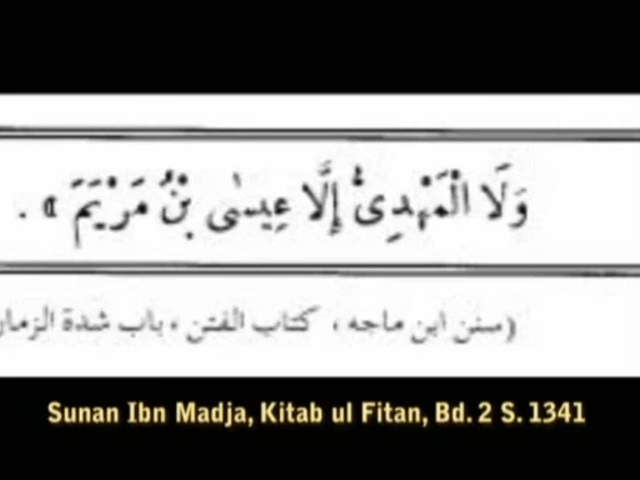 وَلَا الْمَهْدِيُّ إِلَّا عِيسَى بْنُ مَرْيَمَ » .
(سنن ابن ماجه ، كتاب الفتن ، باب شدة الزمان
Sunan Ibn Madja, Kitab ul Fitan, Bd. 2 S. 1341